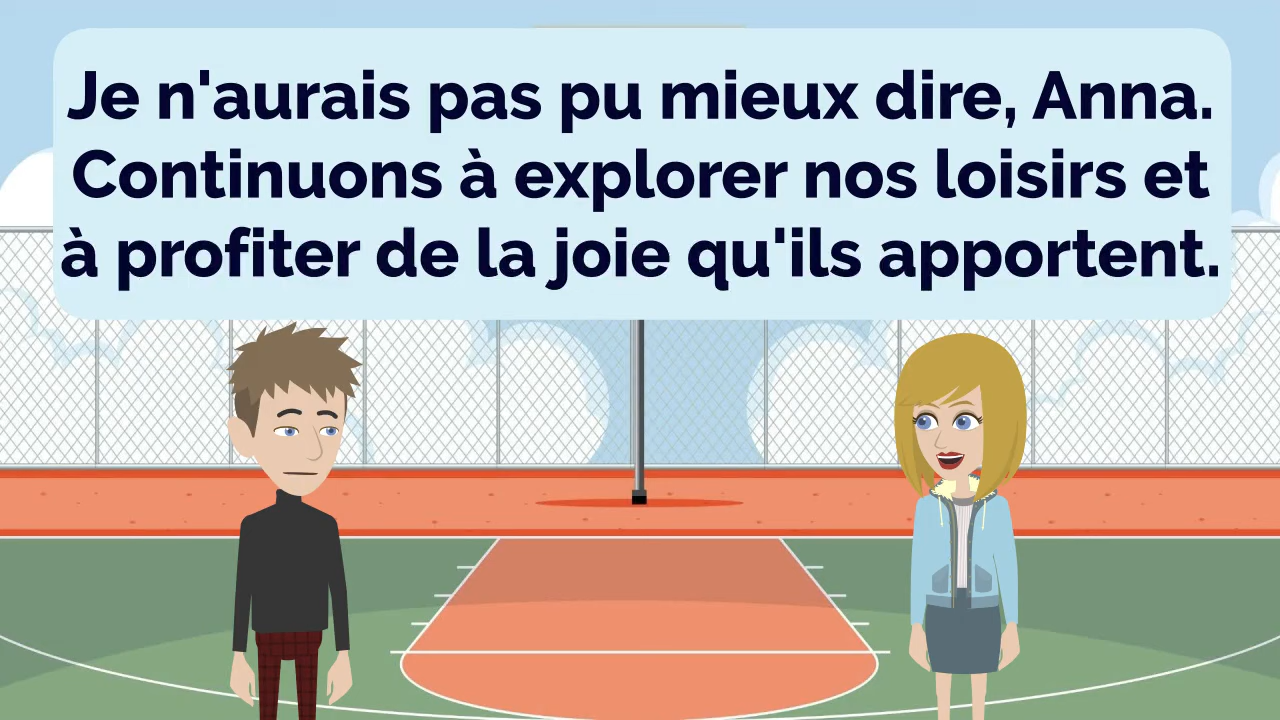 Je n'aurais pas pu mieux dire, Anna.
Continuons à explorer nos loisirs et
à profiter de la joie qu'ils apportent.